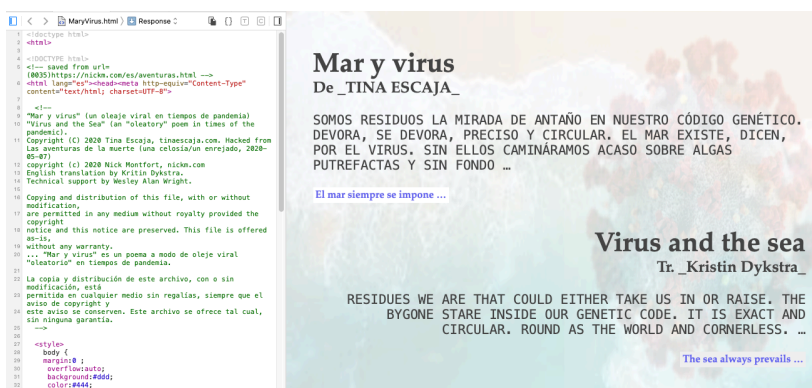 MaryVirus.html
Response
1 <!doctype html>
2 <html>
3
4 <!DOCTYPE html>
5 <!-- saved from url=
(0035)https://nickm.com/es/aventuras.html -->
6 <html lang="es"><head><meta http-equiv="Content-Type"
content="text/html; charset=UTF-8">
7
8
9 <!--
"Mar y virus" (un oleaje viral en tiempos de pandemia)
10 "Virus and the Sea" (an "oleatory" poem in times of the
pandemic).
11 Copyright (C) 2020 Tina Escaja, tinaescaja.com. Hacked from
Las aventuras de la muerte (una celosía/un enrejado, 2020-
05-07)
12 copyright (c) 2020 Nick Montfort, nickm.com
13 English translation by Kritin Dykstra.
14 Technical support by Wesley Alan Wright.
15
16 Copying and distribution of this file, with or without
modification,
17 are permitted in any medium without royalty provided the
copyright
18 notice and this notice are preserved. This file is offered
as-is,
19 without any warranty.
20 ... "Mar y virus" es un poema a modo de oleje viral
"oleatorio" en tiempos de pandemia.
21
22 La copia y distribución de este archivo, con o sin
modificación, está
23 permitida en cualquier medio sin regalías, siempre que el
aviso de copyright y
24 este aviso se conserven. Este archivo se ofrece tal cual,
sin ninguna garantía.
25 -->
26
27 <style>
28 body {
29 margin:0 ;
30 overflow:auto;
31 background:#ddd;
32 color:#444;
Mar y virus
De _TINA ESCAJA_
SOMOS RESIDUOS LA MIRADA DE ANTAÑO EN NUESTRO CÓDIGO GENÉTICO.
DEVORA, SE DEVORA, PRECISO Y CIRCULAR. EL MAR EXISTE, DICEN,
POR EL VIRUS. SIN ELLOS CAMINÁRAMOS ACASO SOBRE ALGAS
PUTREFACTAS Y SIN FONDO …
El mar siempre se impone …
Virus and the sea
Tr. _Kristin Dykstra_
RESIDUES WE ARE THAT COULD EITHER TAKE US IN OR RAISE. THE
BYGONE STARE INSIDE OUR GENETIC CODE. IT IS EXACT AND
CIRCULAR. ROUND AS THE WORLD AND CORNERLESS. …
The sea always prevails …